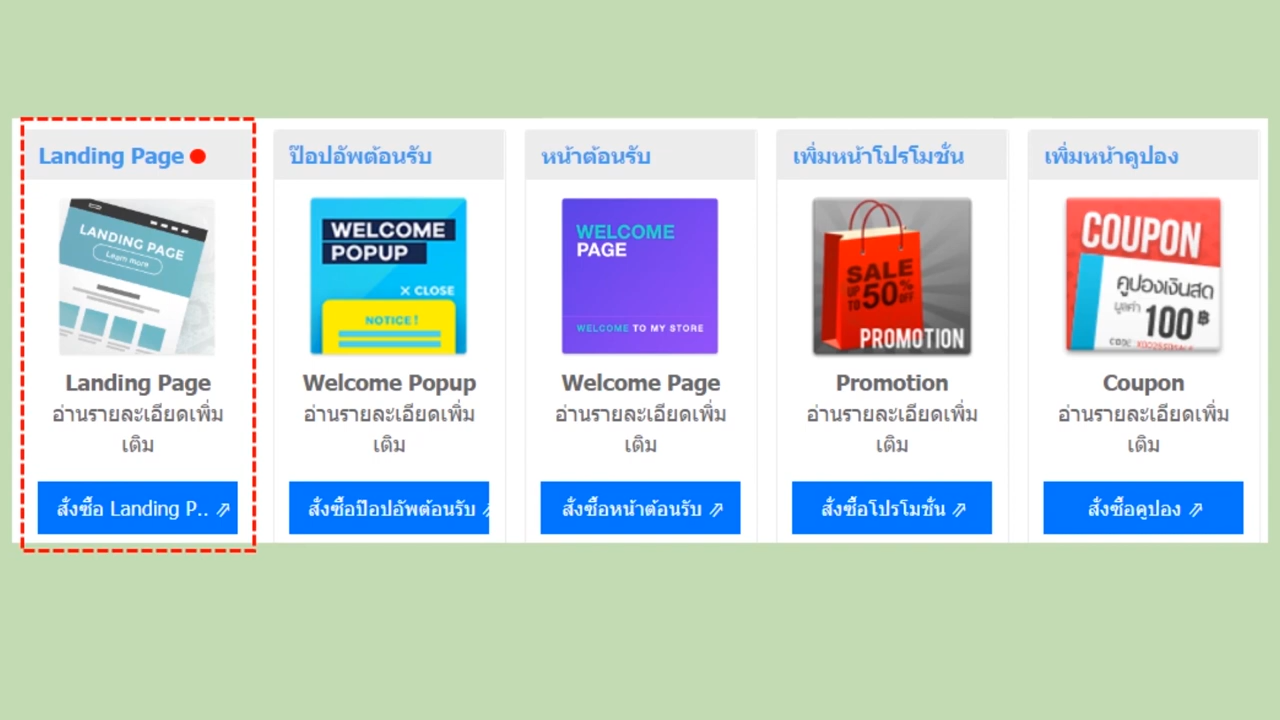 Landing Page
LANDING PAGE
Learn more
Landing Page
อ่านรายละเอียดเพิ่ม
เติม
สั่งซื้อ Landing P..
ป๊อปอัพต้อนรับ
WELCOME
POPUP
× CLOSE
NOTICE!
Welcome Popup
อ่านรายละเอียดเพิ่ม
เติม
สั่งซื้อป๊อปอัพต้อนรับ
หน้าต้อนรับ
WELCOME
PAGE
WELCOME TO MY STORE
Welcome Page
อ่านรายละเอียดเพิ่ม
เติม
สั่งซื้อหน้าต้อนรับ
เพิ่มหน้าโปรโมชั่น
SALE
UP TO 50% OFF
PROMOTION
Promotion
อ่านรายละเอียดเพิ่ม
เติม
สั่งซื้อโปรโมชั่น
เพิ่มหน้าคูปอง
COUPON
คูปองเงินสด
มูลค่า 100 ฿
CODE:
Coupon
อ่านรายละเอียดเพิ่ม
เติม
สั่งซื้อคูปอง